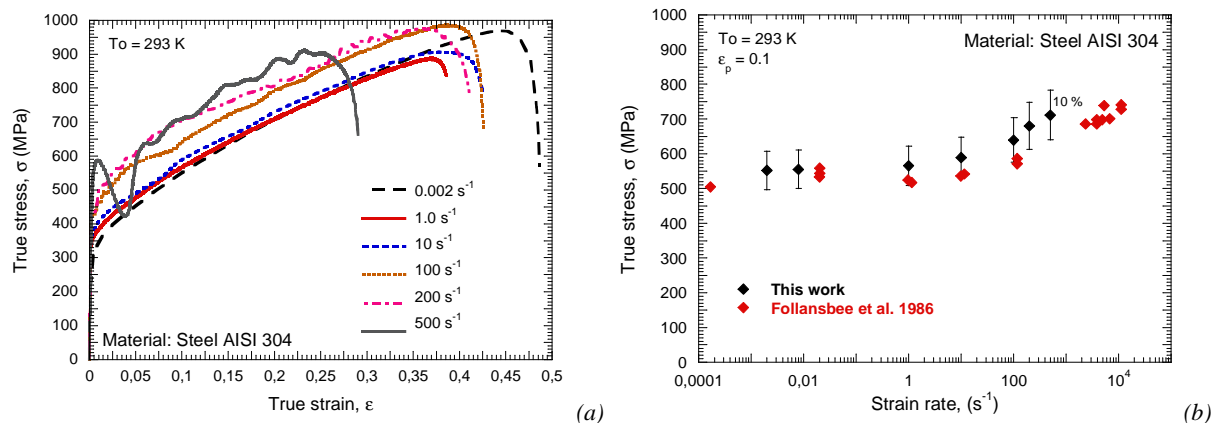 1000
900
800
700
600
500
400
300
200
100
0
True stress, σ (MPa)
To = 293 K
0.002 s⁻¹
1.0 s⁻¹
10 s⁻¹
100 s⁻¹
200 s⁻¹
500 s⁻¹
Material: Steel AISI 304
0 0,05 0,1 0,15 0,2 0,25 0,3 0,35 0,4 0,45 0,5
True strain, ε
(a)
1000
900
800
700
600
500
400
300
200
100
0
True stress, σ (MPa)
To = 293 K
Material: Steel AISI 304
εp = 0.1
10 %
This work
Follansbee et al. 1986
0,0001 0,01 1 100 10⁴
Strain rate, (s⁻¹)
(b)